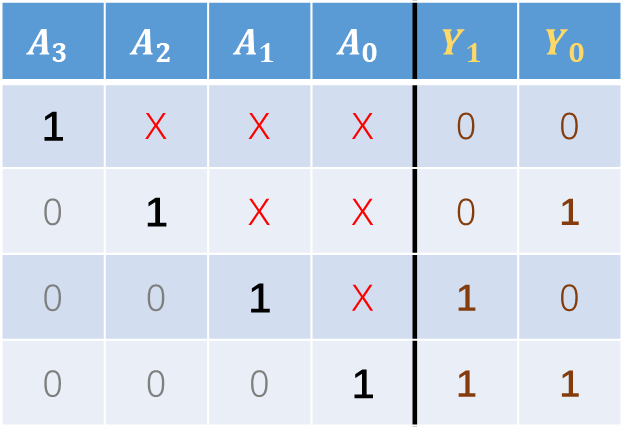 A₃ A₂ A₁ A₀ Y₁ Y₀
1 X X X 0 0
0 1 X X 0 1
0 0 1 X 1 0
0 0 0 1 1 1